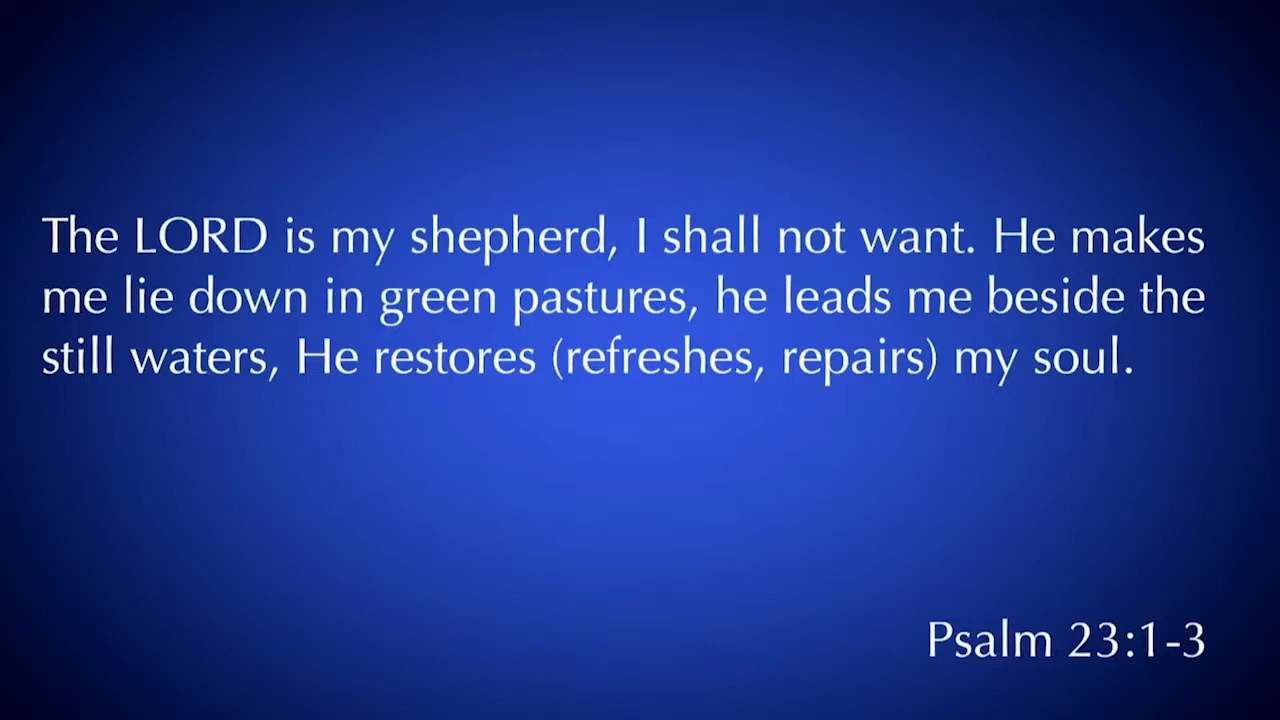 The LORD is my shepherd, I shall not want. He makes
me lie down in green pastures, he leads me beside the
still waters, He restores (refreshes, repairs) my soul.
Psalm 23:1-3